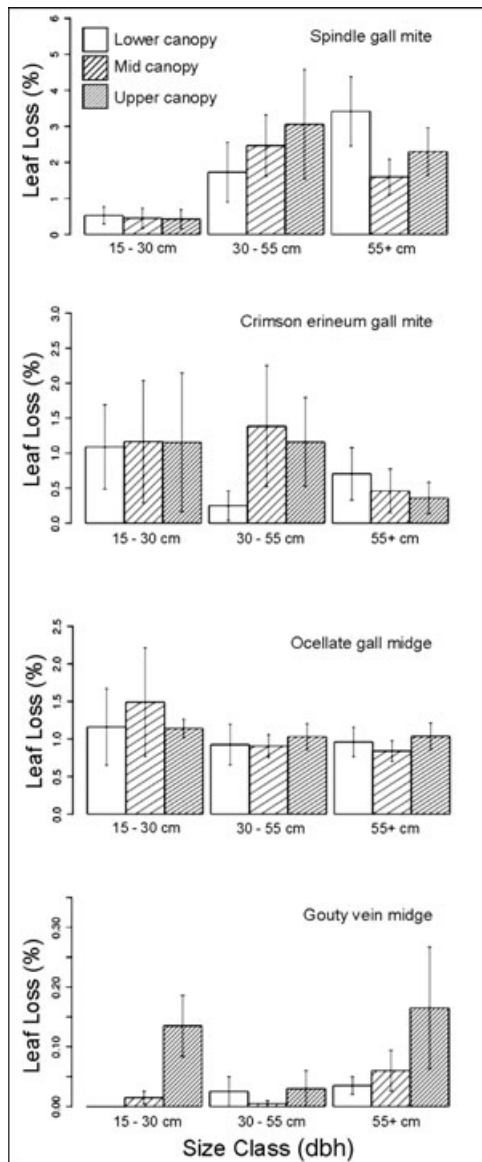 Leaf Loss (%)
0 1 2 3 4 5 6
Lower canopy
Mid canopy
Upper canopy
Spindle gall mite
15 - 30 cm 30 - 55 cm 55+ cm
Leaf Loss (%)
0.0 0.5 1.0 1.5 2.0 2.5 3.0
Crimson erineum gall mite
15 - 30 cm 30 - 55 cm 55+ cm
Leaf Loss (%)
0.0 0.5 1.0 1.5 2.0 2.5
Ocellate gall midge
15 - 30 cm 30 - 55 cm 55+ cm
Leaf Loss (%)
0.00 0.10 0.20 0.30
Gouty vein midge
15 - 30 cm 30 - 55 cm 55+ cm
Size Class (dbh)